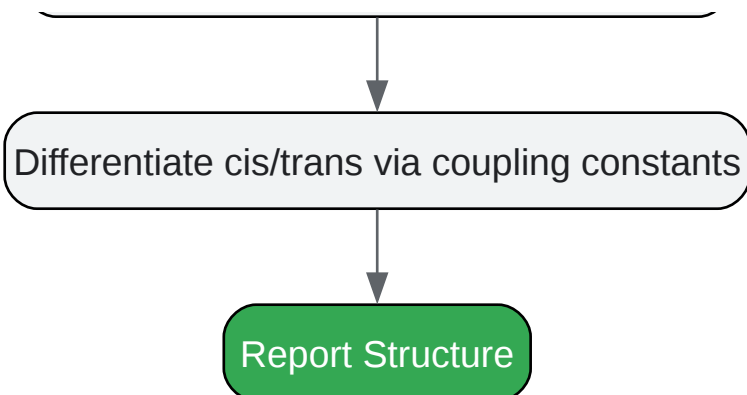 Differentiate cis/trans via coupling constants
Report Structure